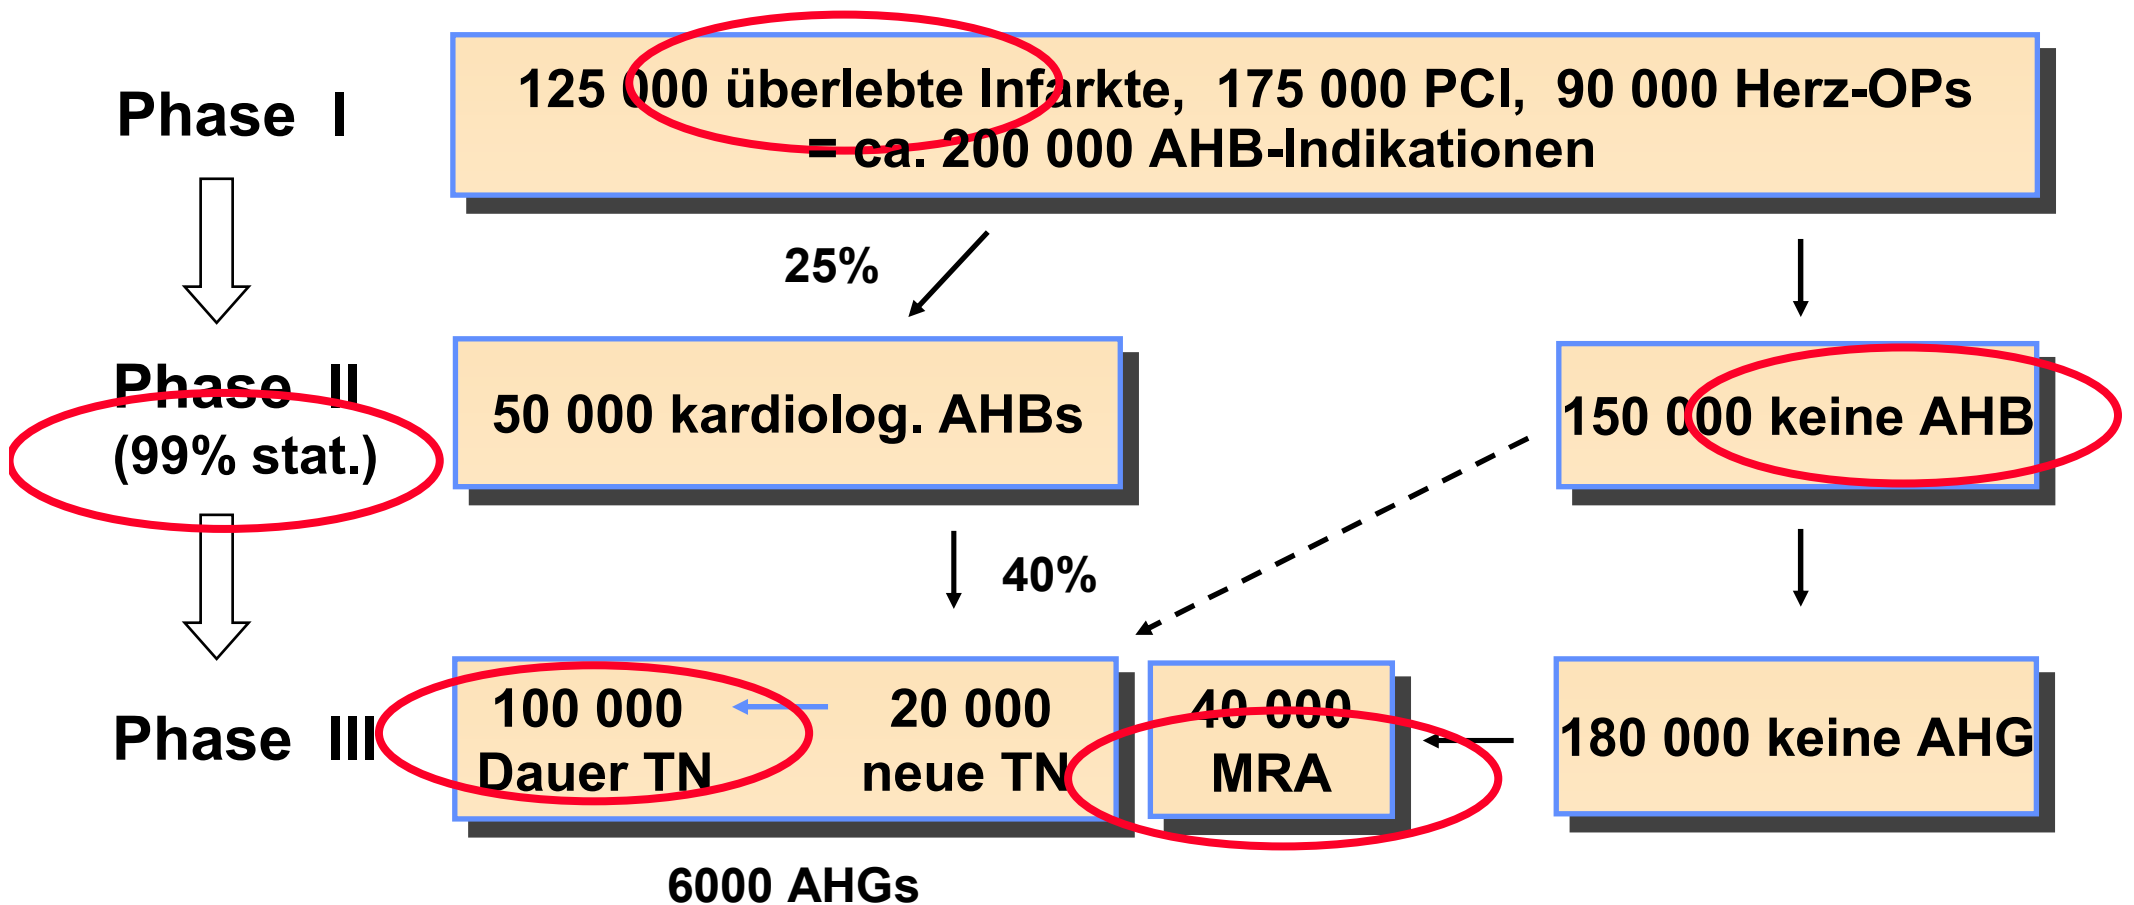 Phase I
125 000 überlebte Infarkte, 175 000 PCI, 90 000 Herz-OPs
= ca. 200 000 AHB-Indikationen
25%
Phase II
(99% stat.)
50 000 kardiolog. AHBs
150 000 keine AHB
40%
Phase III
100 000
Dauer TN
20 000
neue TN
40 000
MRA
180 000 keine AHG
6000 AHGs